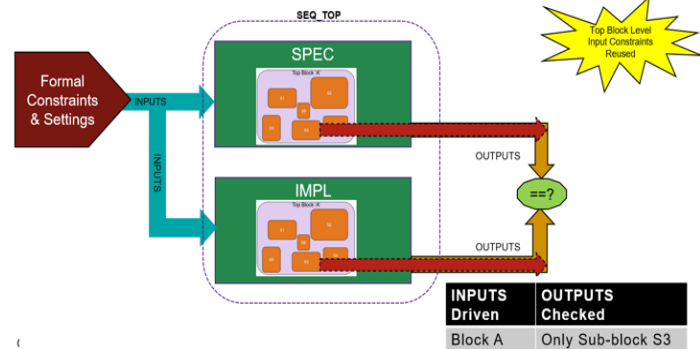 SEQ_TOP
Top Block Level
Input Constraints
Reused
SPEC
Formal
Constraints
& Settings
INPUTS
INPUTS
OUTPUTS
==?
IMPL
OUTPUTS
INPUTS
Driven
OUTPUTS
Checked
Block A
Only Sub-block S3